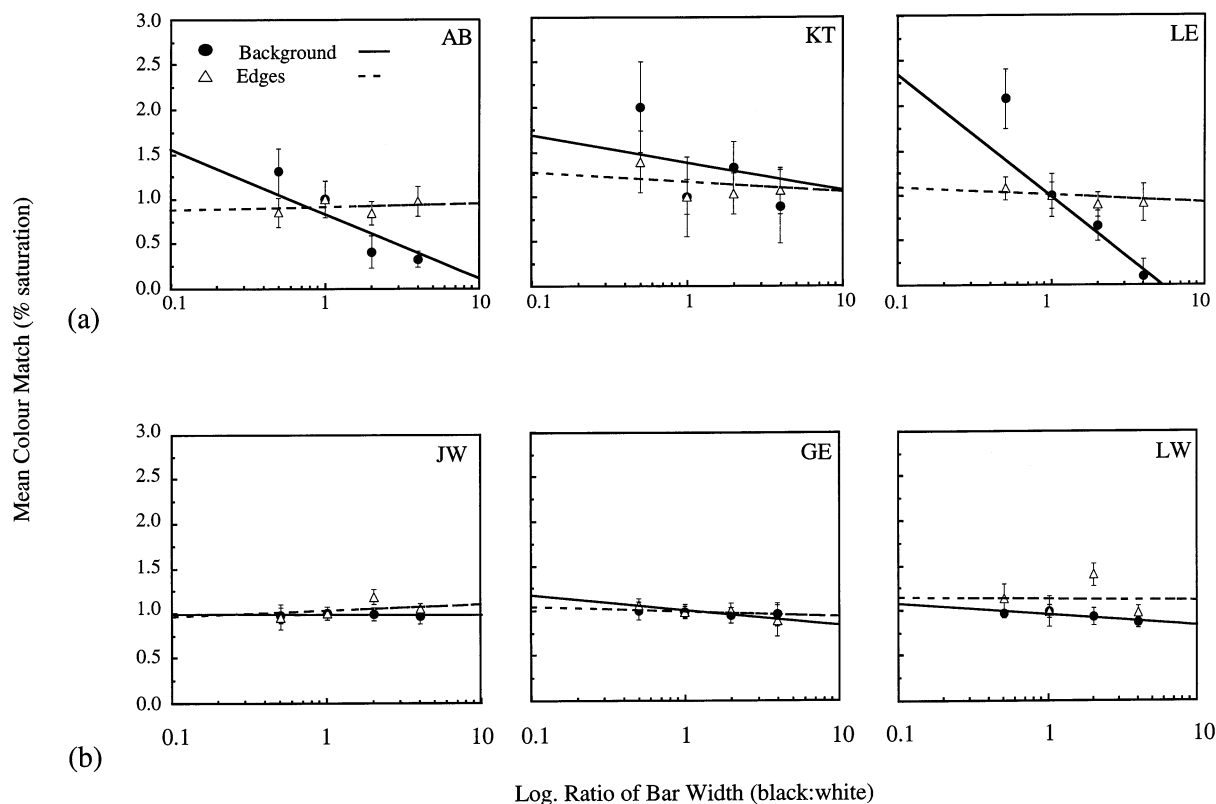 3.0
2.5
2.0
1.5
1.0
0.5
0.0
0.1 1 10
AB
Background
Edges
KT
0.1 1 10
LE
0.1 1 10
(a)
Mean Colour Match (% saturation)
3.0
2.5
2.0
1.5
1.0
0.5
0.0
JW
0.1 1 10
GE
0.1 1 10
LW
0.1 1 10
(b)
Log. Ratio of Bar Width (black:white)